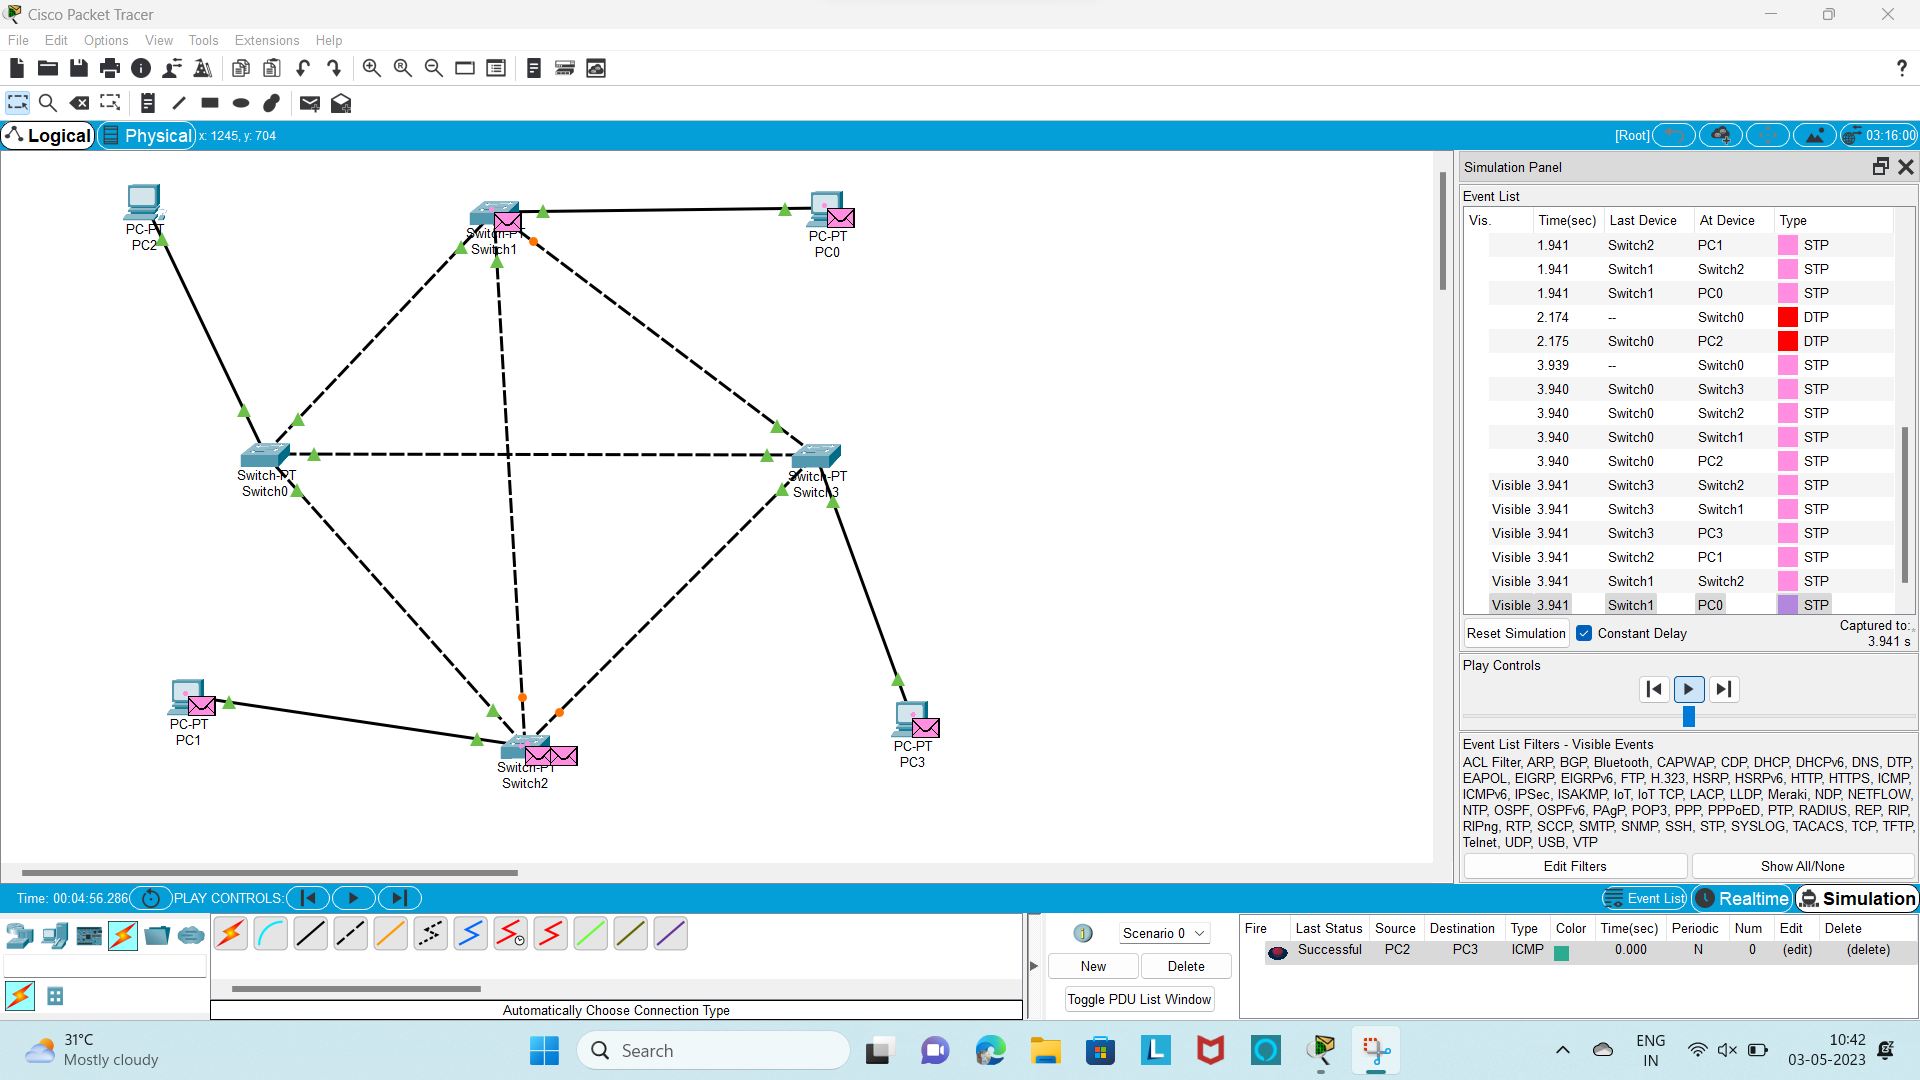 Cisco Packet Tracer
File Edit Options View Tools Extensions Help
?
Logical Physical x: 1245, y: 704
[Root] 03:16:00
PC-PT
PC2
Switch-PT
Switch1
PC-PT
PC0
Switch-PT
Switch0
Switch-PT
Switch3
PC-PT
PC1
Switch-PT
Switch2
PC-PT
PC3
Simulation Panel
Event List
Vis. Time(sec) Last Device At Device Type
1.941 Switch2 PC1 STP
1.941 Switch1 Switch2 STP
1.941 Switch1 PC0 STP
2.174 -- Switch0 DTP
2.175 Switch0 PC2 DTP
3.939 -- Switch0 STP
3.940 Switch0 Switch3 STP
3.940 Switch0 Switch2 STP
3.940 Switch0 Switch1 STP
3.940 Switch0 PC2 STP
Visible 3.941 Switch3 Switch2 STP
Visible 3.941 Switch3 Switch1 STP
Visible 3.941 Switch3 PC3 STP
Visible 3.941 Switch2 PC1 STP
Visible 3.941 Switch1 Switch2 STP
Visible 3.941 Switch1 PC0 STP
Reset Simulation Constant Delay Captured to:
3.941 s
Play Controls
Event List Filters - Visible Events
ACL Filter, ARP, BGP, Bluetooth, CAPWAP, CDP, DHCP, DHCPv6, DNS, DTP,
EAPOL, EIGRP, EIGRPv6, FTP, H.323, HSRP, HSRPv6, HTTP, HTTPS, ICMP,
ICMPv6, IPSec, ISAKMP, IoT, IoT TCP, LACP, LLDP, Meraki, NDP, NETFLOW,
NTP, OSPF, OSPFv6, PAgP, POP3, PPP, PPPoED, PTP, RADIUS, REP, RIP,
RIPng, RTP, SCCP, SMTP, SNMP, SSH, STP, SYSLOG, TACACS, TCP, TFTP,
Telnet, UDP, USB, VTP
Edit Filters Show All/None
Time: 00:04:56.286 PLAY CONTROLS: Event List Realtime Simulation
Automatically Choose Connection Type
Scenario 0
New Delete
Toggle PDU List Window
Fire Last Status Source Destination Type Color Time(sec) Periodic Num Edit Delete
Successful PC2 PC3 ICMP 0.000 N 0 (edit) (delete)
31°C
Mostly cloudy
Search
ENG
IN
10:42
03-05-2023